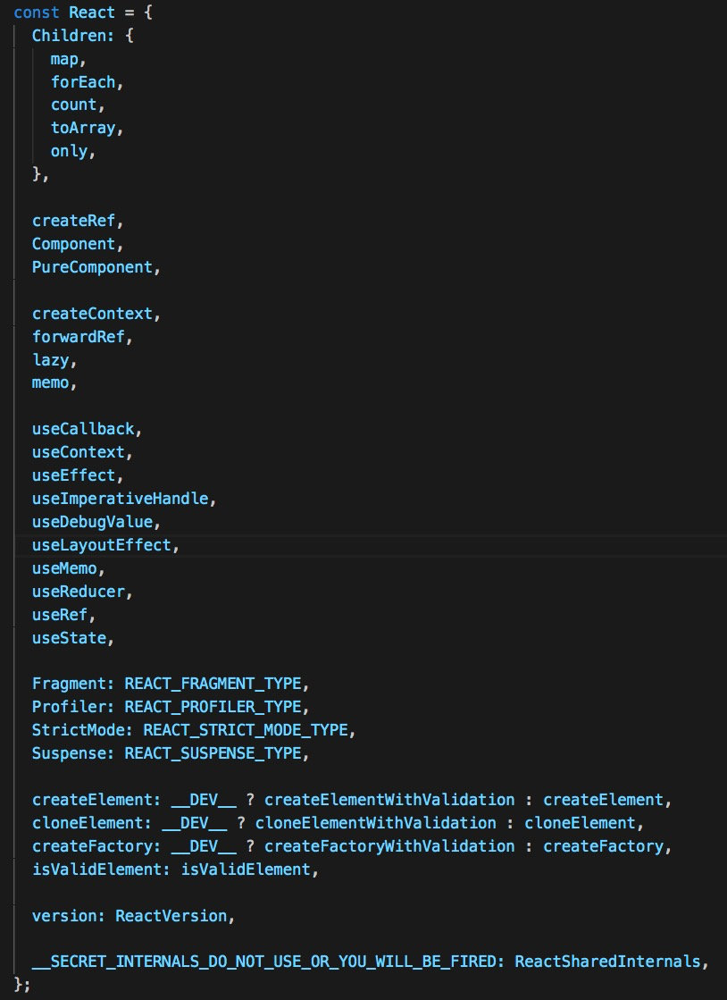 const React = {
  Children: {
    map,
    forEach,
    count,
    toArray,
    only,
  },

  createRef,
  Component,
  PureComponent,

  createContext,
  forwardRef,
  lazy,
  memo,

  useCallback,
  useContext,
  useEffect,
  useImperativeHandle,
  useDebugValue,
  useLayoutEffect,
  useMemo,
  useReducer,
  useRef,
  useState,

  Fragment: REACT_FRAGMENT_TYPE,
  Profiler: REACT_PROFILER_TYPE,
  StrictMode: REACT_STRICT_MODE_TYPE,
  Suspense: REACT_SUSPENSE_TYPE,

  createElement: __DEV__ ? createElementWithValidation : createElement,
  cloneElement: __DEV__ ? cloneElementWithValidation : cloneElement,
  createFactory: __DEV__ ? createFactoryWithValidation : createFactory,
  isValidElement: isValidElement,

  version: ReactVersion,

  __SECRET_INTERNALS_DO_NOT_USE_OR_YOU_WILL_BE_FIRED: ReactSharedInternals,
};